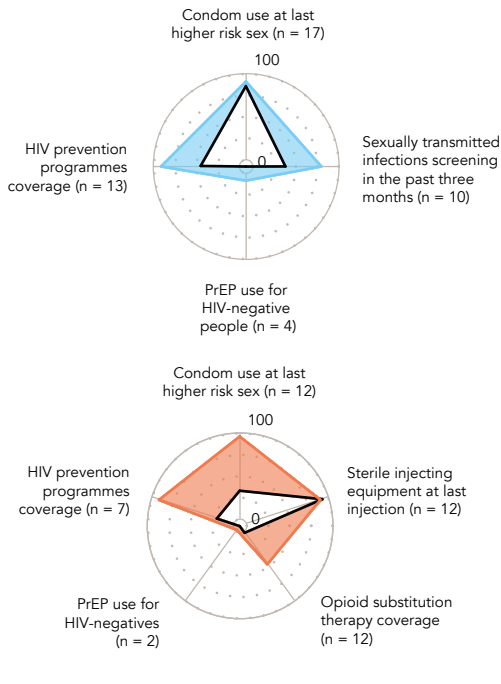 Condom use at last
higher risk sex (n = 17)
100
0
HIV prevention
programmes
coverage (n = 13)
Sexually transmitted
infections screening
in the past three
months (n = 10)
PrEP use for
HIV-negative
people (n = 4)
Condom use at last
higher risk sex (n = 12)
100
0
HIV prevention
programmes
coverage (n = 7)
Sterile injecting
equipment at last
injection (n = 12)
PrEP use for
HIV-negatives
(n = 2)
Opioid substitution
therapy coverage
(n = 12)